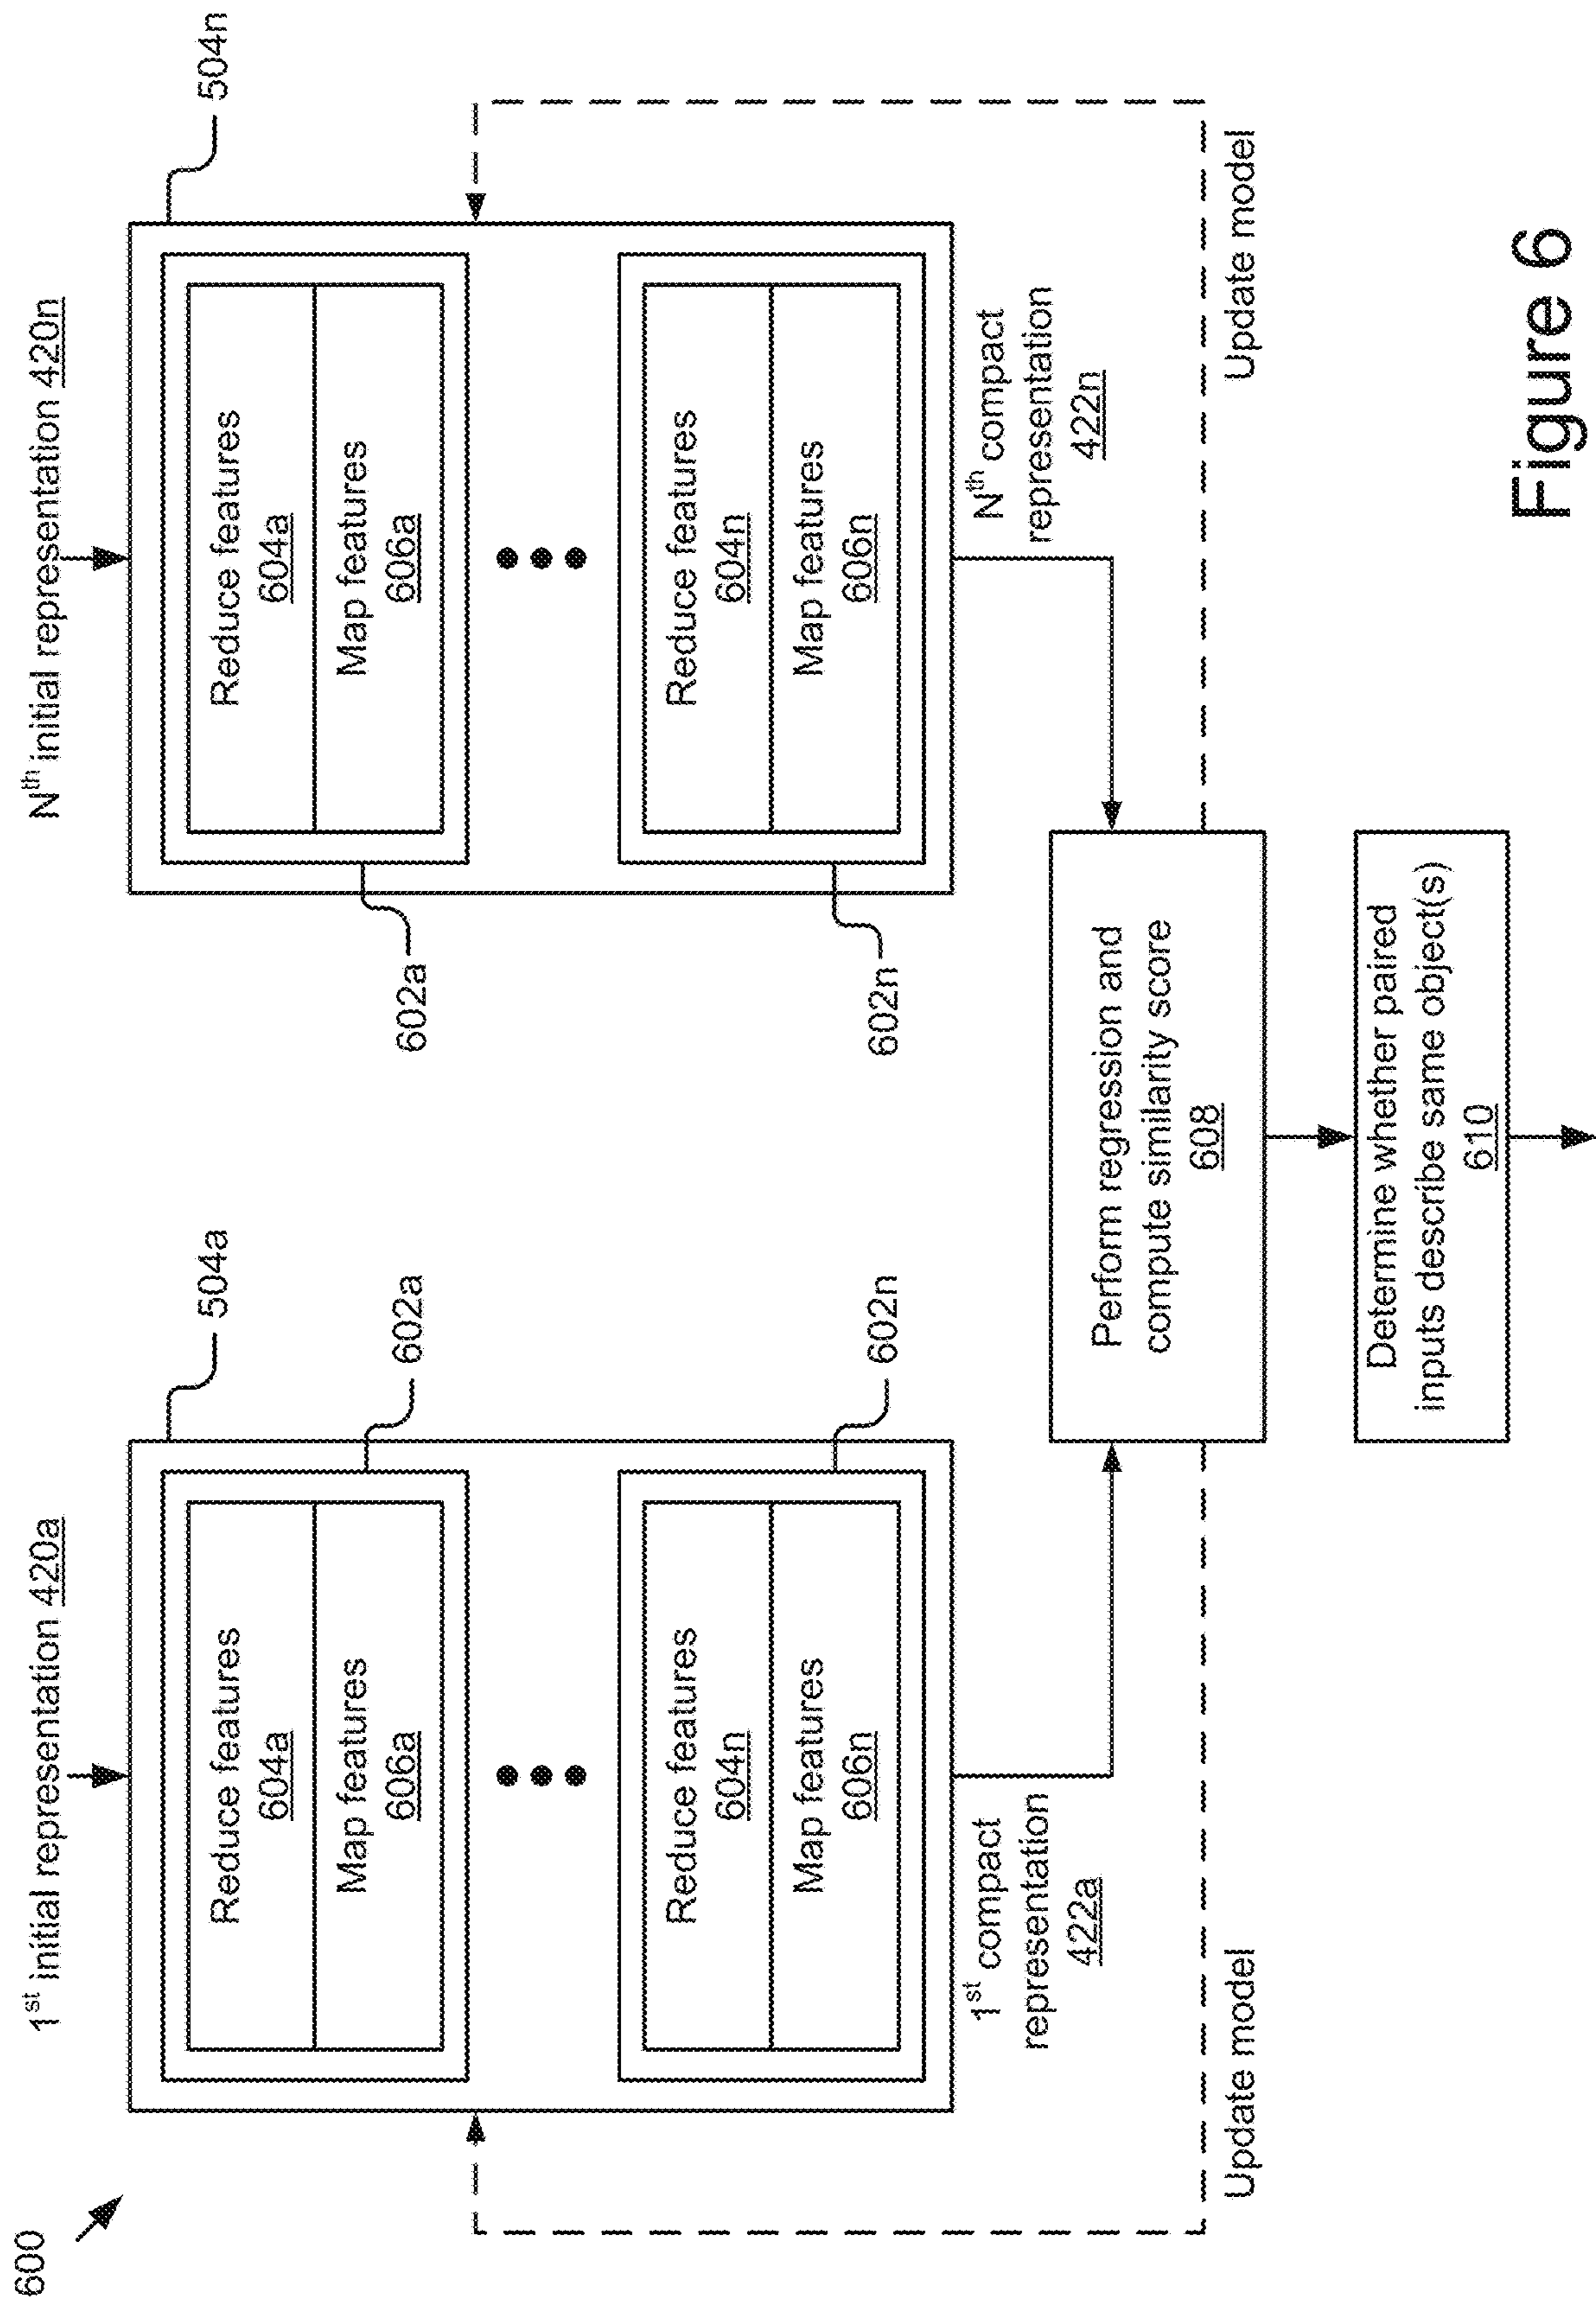 600
1st initial representation 420a
504a
Reduce features
604a
Map features
606a
602a
Reduce features
604n
Map features
606n
602n
1st compact
representation
422a
Update model
Nth initial representation 420n
504n
Reduce features
604a
Map features
606a
602a
Reduce features
604n
Map features
606n
602n
Nth compact
representation
422n
Update model
Perform regression and
compute similarity score
608
Determine whether paired
inputs describe same object(s)
610
Figure 6